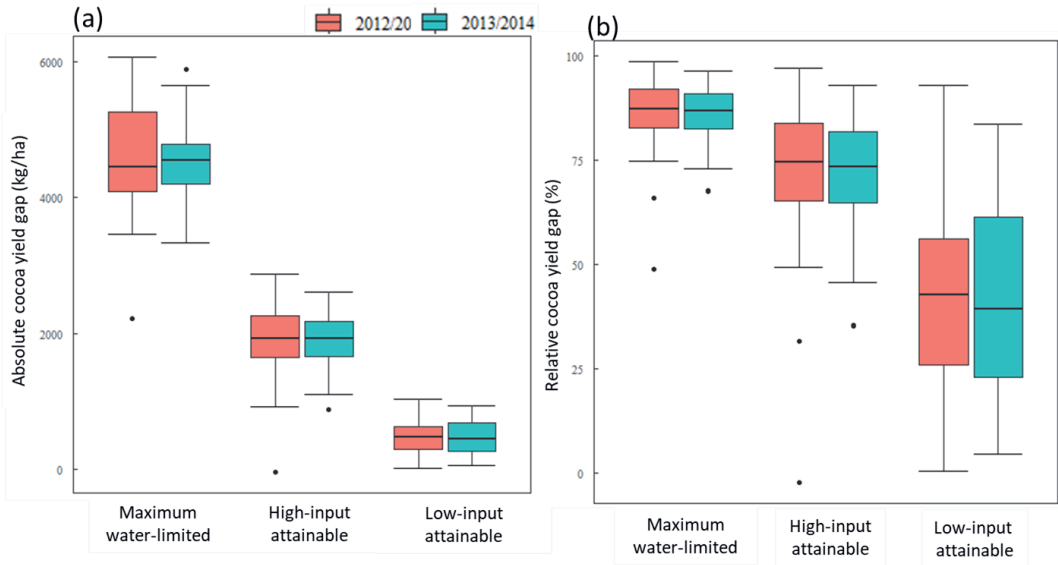 (a)
2012/20
2013/2014
(b)
Absolute cocoa yield gap (kg/ha)
6000
4000
2000
0
Maximum
water-limited
High-input
attainable
Low-input
attainable
Relative cocoa yield gap (%)
100
75
50
25
0
Maximum
water-limited
High-input
attainable
Low-input
attainable